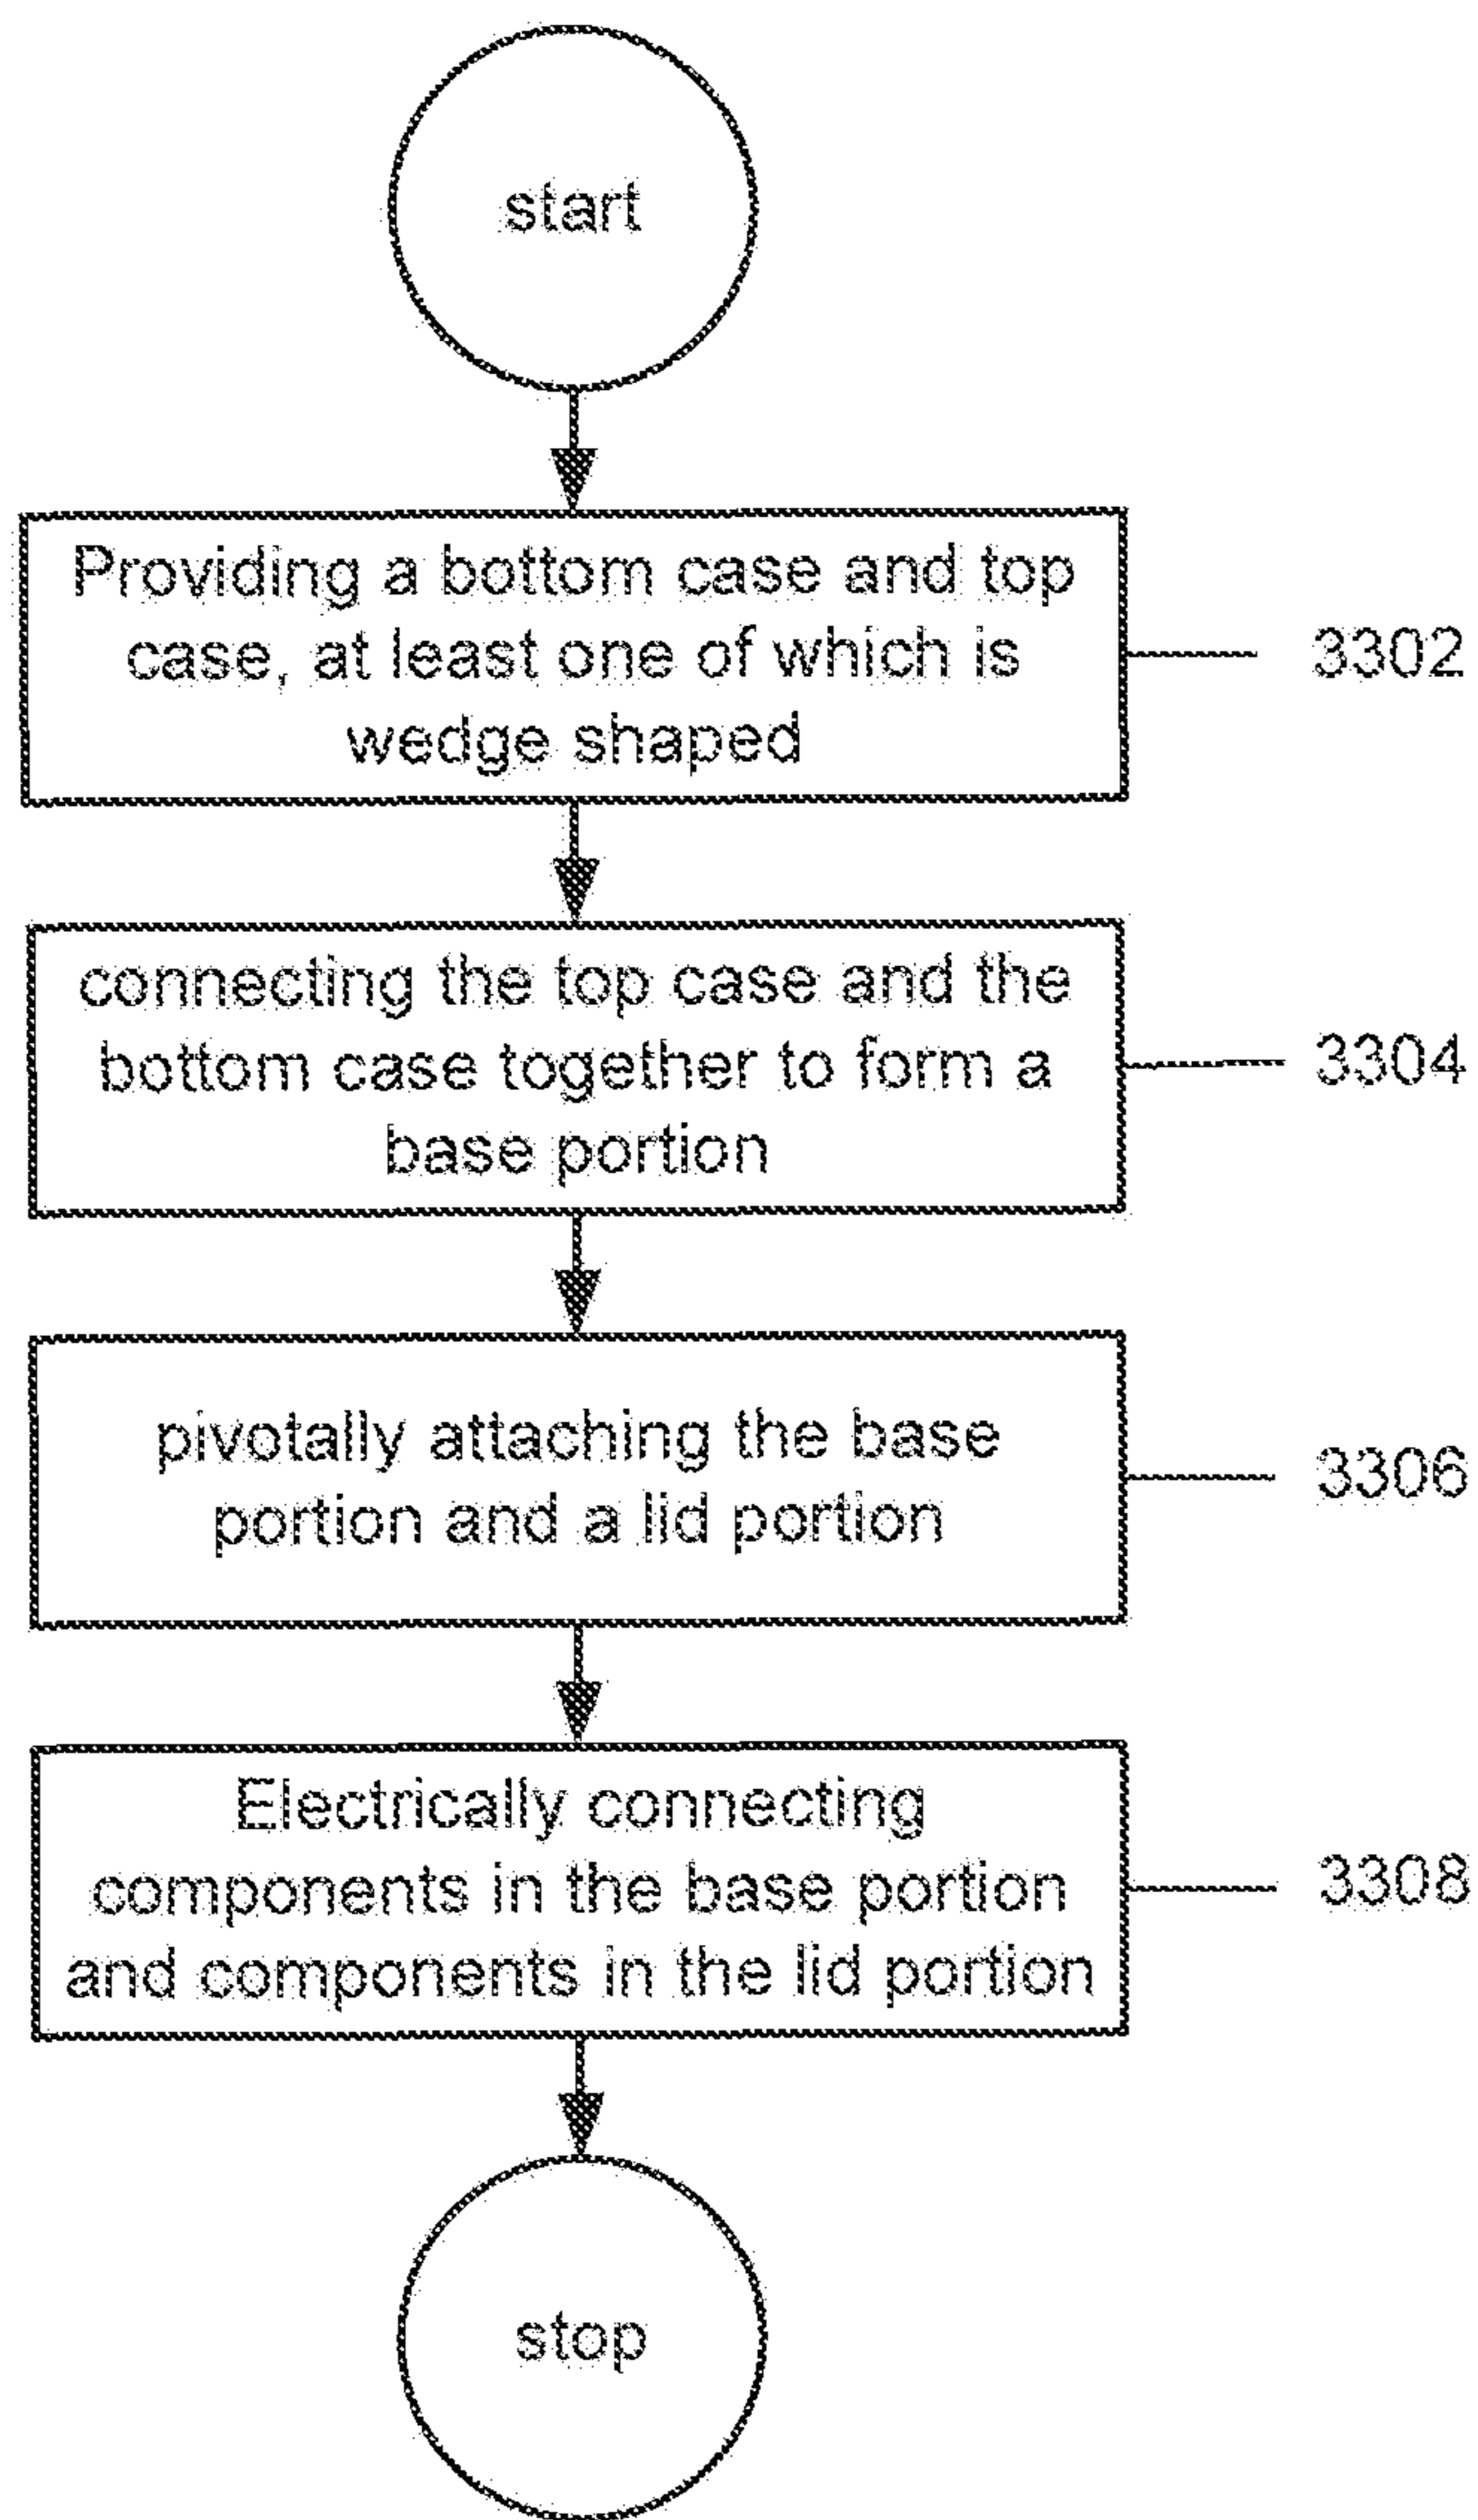 start
Providing a bottom case and top
case, at least one of which is
wedge shaped
3302
connecting the top case and the
bottom case together to form a
base portion
3304
pivotally attaching the base
portion and a lid portion
3306
Electrically connecting
components in the base portion
and components in the lid portion
3308
stop